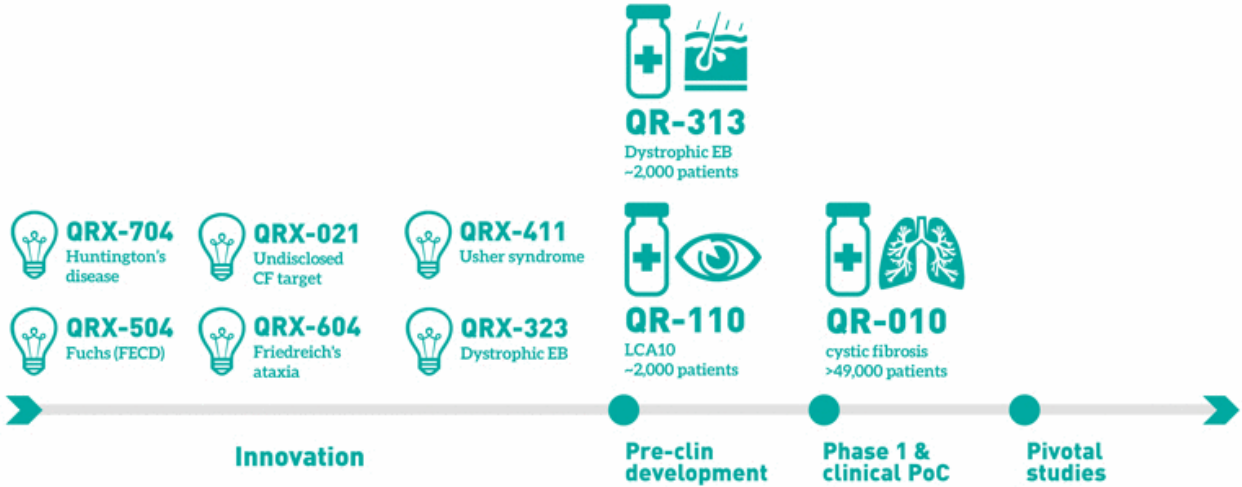 QR-313
Dystrophic EB
~2,000 patients
QRX-704
Huntington's
disease
QRX-021
Undisclosed
CF target
QRX-411
Usher syndrome
QRX-504
Fuchs (FECD)
QRX-604
Friedreich's
ataxia
QRX-323
Dystrophic EB
QR-110
LCA10
~2,000 patients
QR-010
cystic fibrosis
>49,000 patients
Innovation
Pre-clin
development
Phase 1 &
clinical PoC
Pivotal
studies